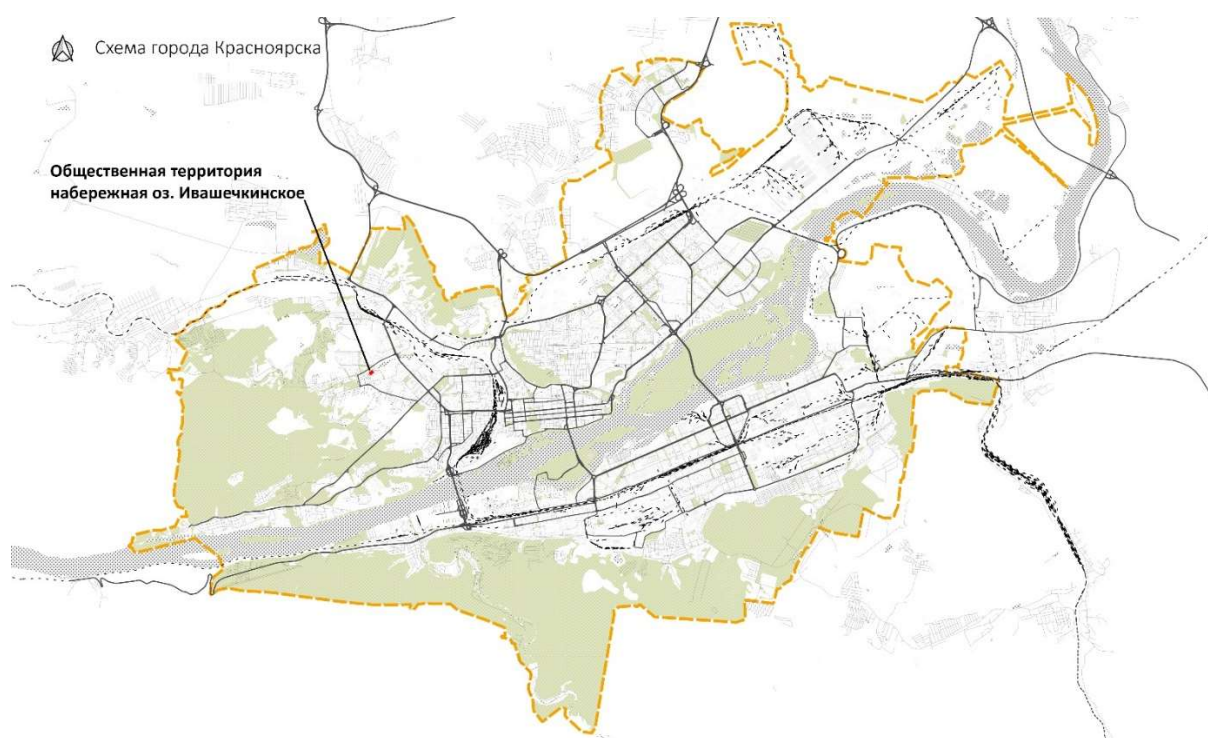 Схема города Красноярска
Общественная территория
набережная оз. Ивашечкинское